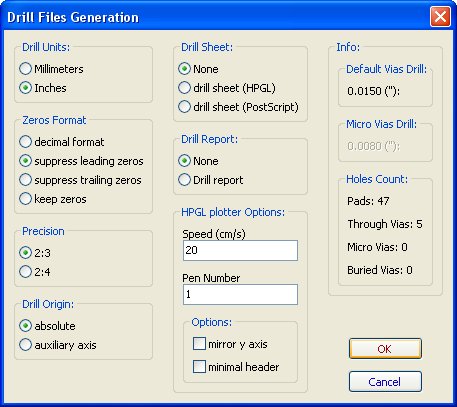 Drill Files Generation
Drill Units:
Millimeters
Inches
Zeros Format
decimal format
suppress leading zeros
suppress trailing zeros
keep zeros
Precision
2:3
2:4
Drill Origin:
absolute
auxiliary axis
Drill Sheet:
None
drill sheet (HPGL)
drill sheet (PostScript)
Drill Report:
None
Drill report
HPGL plotter Options:
Speed (cm/s)
20
Pen Number
1
Options:
mirror y axis
minimal header
Info:
Default Vias Drill:
0.0150 ("):
Micro Vias Drill:
0.0080 ("):
Holes Count:
Pads: 47
Through Vias: 5
Micro Vias: 0
Buried Vias: 0
OK
Cancel